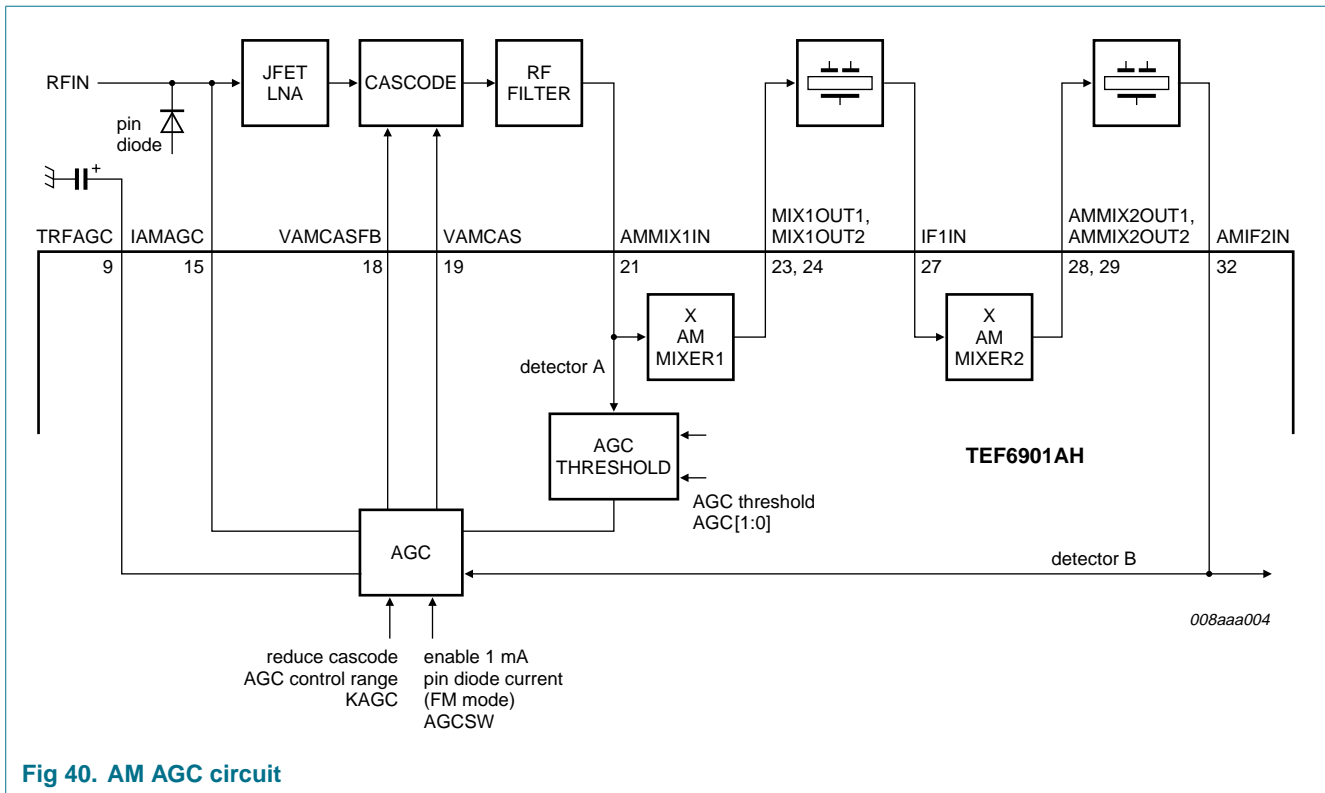 RFIN
pin
diode
JFET
LNA
CASCODE
RF
FILTER
+
TRFAGC
IAMAGC
VAMCASFB
VAMCAS
AMMIX1IN
MIX1OUT1,
MIX1OUT2
IF1IN
AMMIX2OUT1,
AMMIX2OUT2
AMIF2IN
9
15
18
19
21
23, 24
27
28, 29
32
X
AM
MIXER1
X
AM
MIXER2
detector A
AGC
THRESHOLD
AGC threshold
AGC[1:0]
TEF6901AH
AGC
detector B
reduce cascode
AGC control range
KAGC
enable 1 mA
pin diode current
(FM mode)
AGCSW
008aaa004
Fig 40. AM AGC circuit